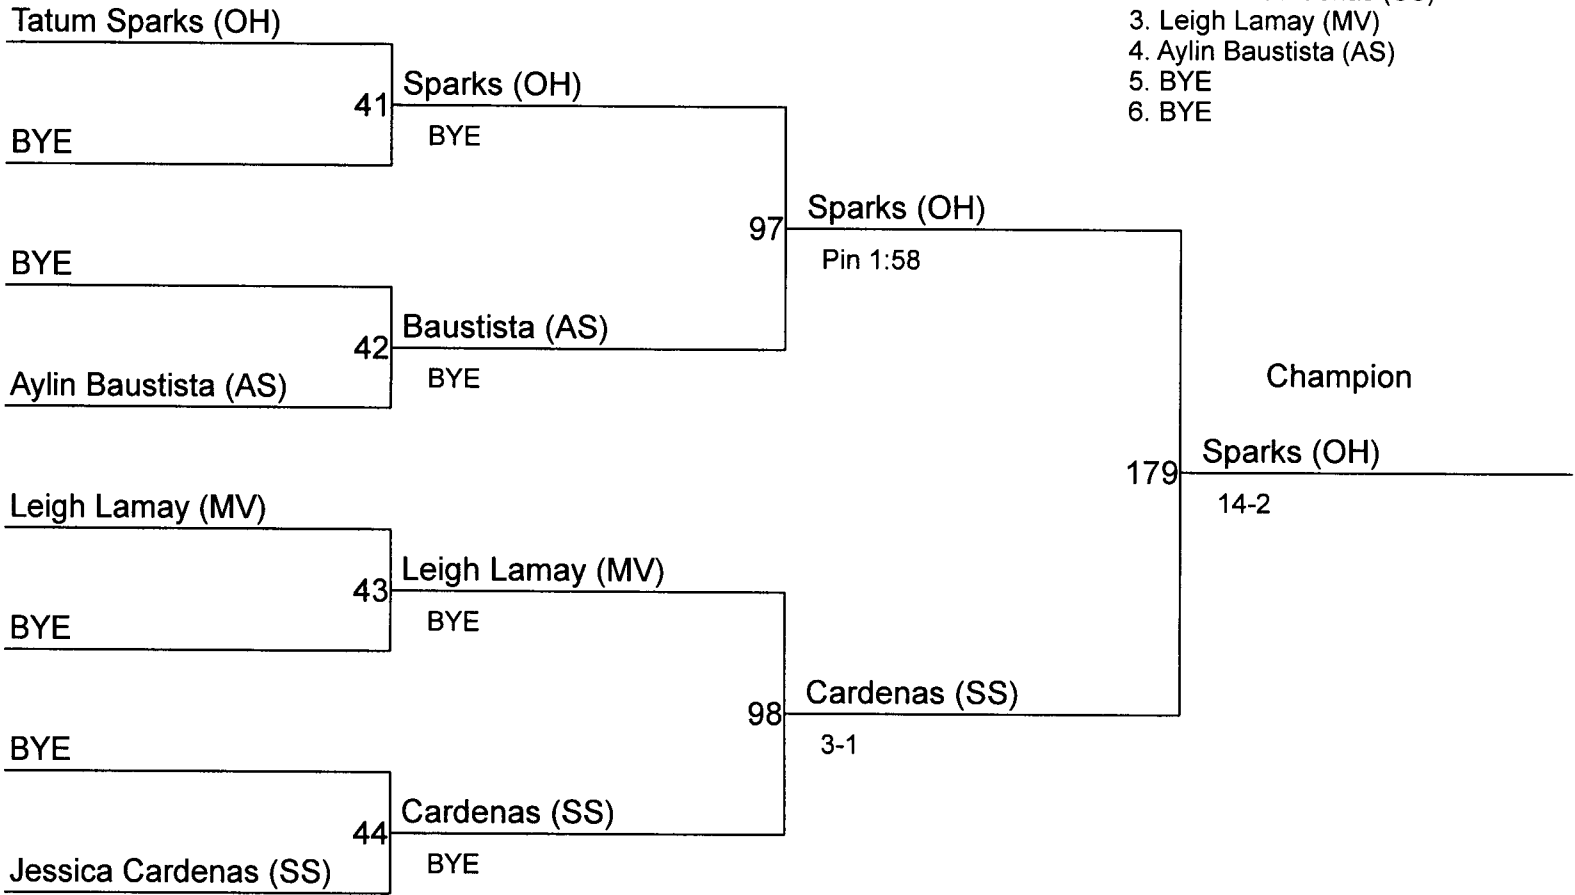 Tatum Sparks (OH)
BYE
BYE
Aylin Baustista (AS)
Leigh Lamay (MV)
BYE
BYE
Jessica Cardenas (SS)
41
Sparks (OH)
BYE
42
Baustista (AS)
BYE
43
Leigh Lamay (MV)
BYE
44
Cardenas (SS)
BYE
97
Sparks (OH)
Pin 1:58
98
Cardenas (SS)
3-1
Champion
179
Sparks (OH)
14-2
3. Leigh Lamay (MV)
4. Aylin Baustista (AS)
5. BYE
6. BYE